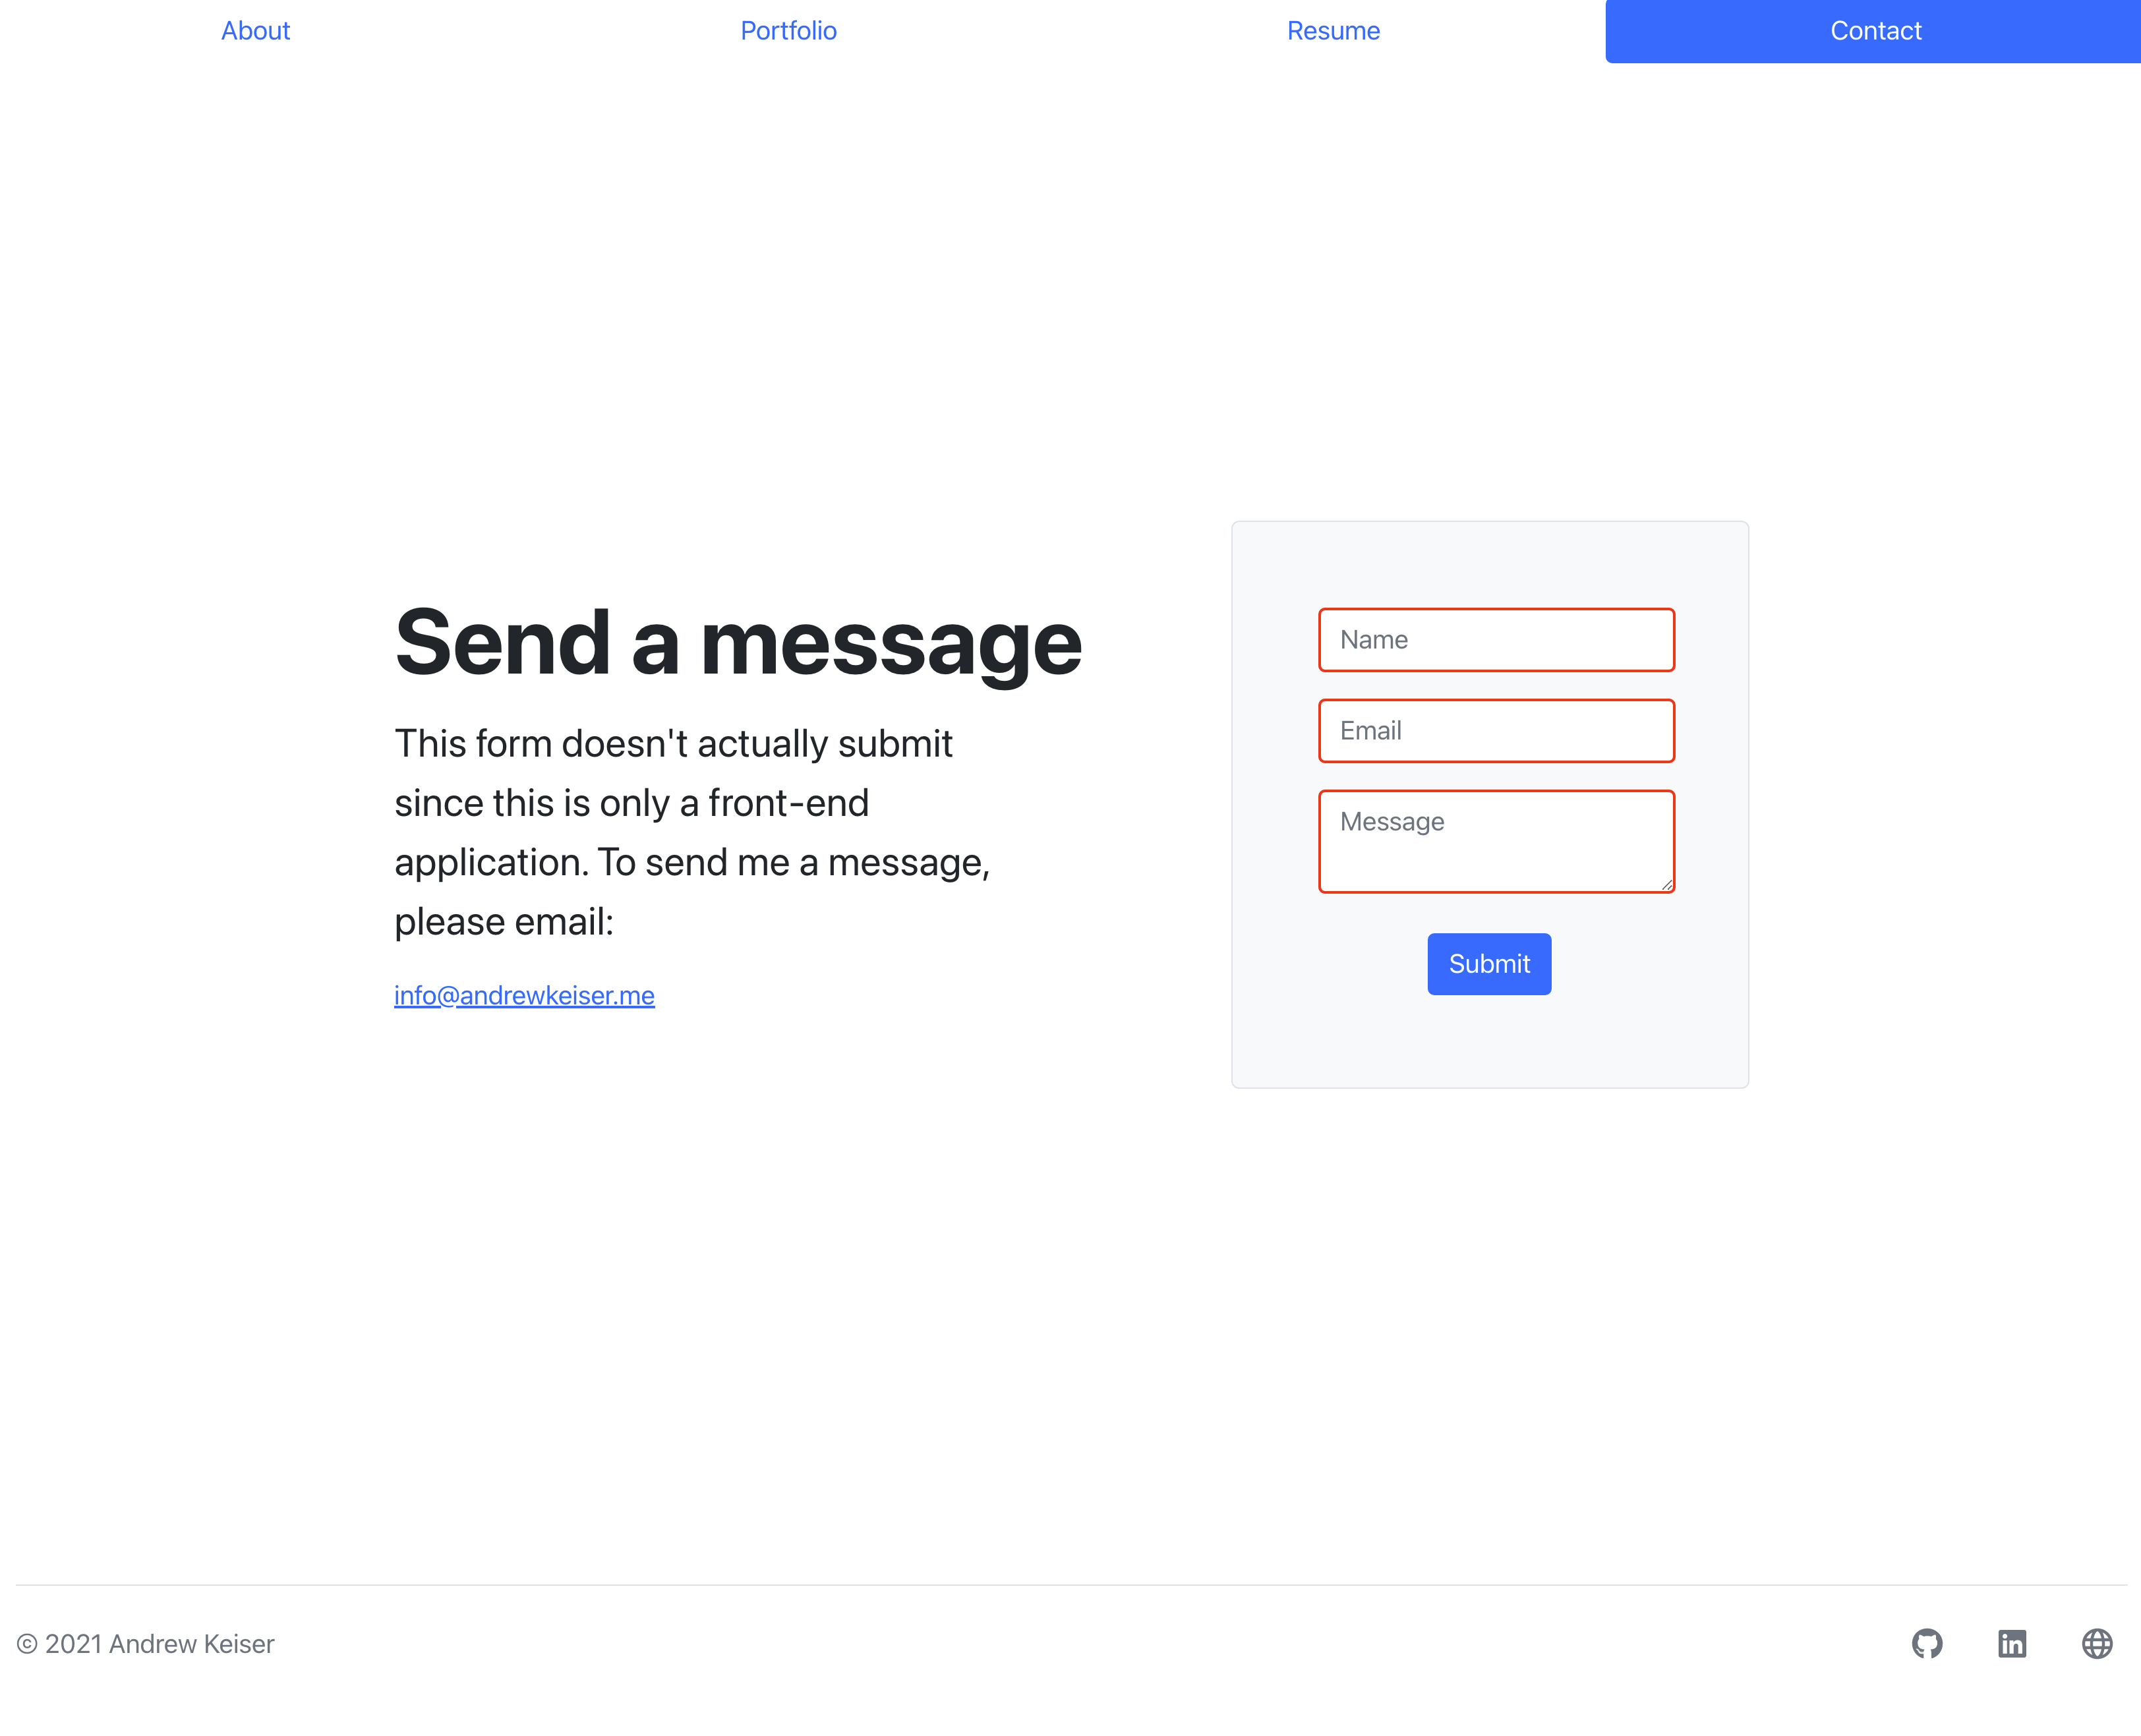 About
Portfolio
Resume
Contact
Send a message
This form doesn't actually submit
since this is only a front-end
application. To send me a message,
please email:
info@andrewkeiser.me
Name
Email
Message
Submit
© 2021 Andrew Keiser
in